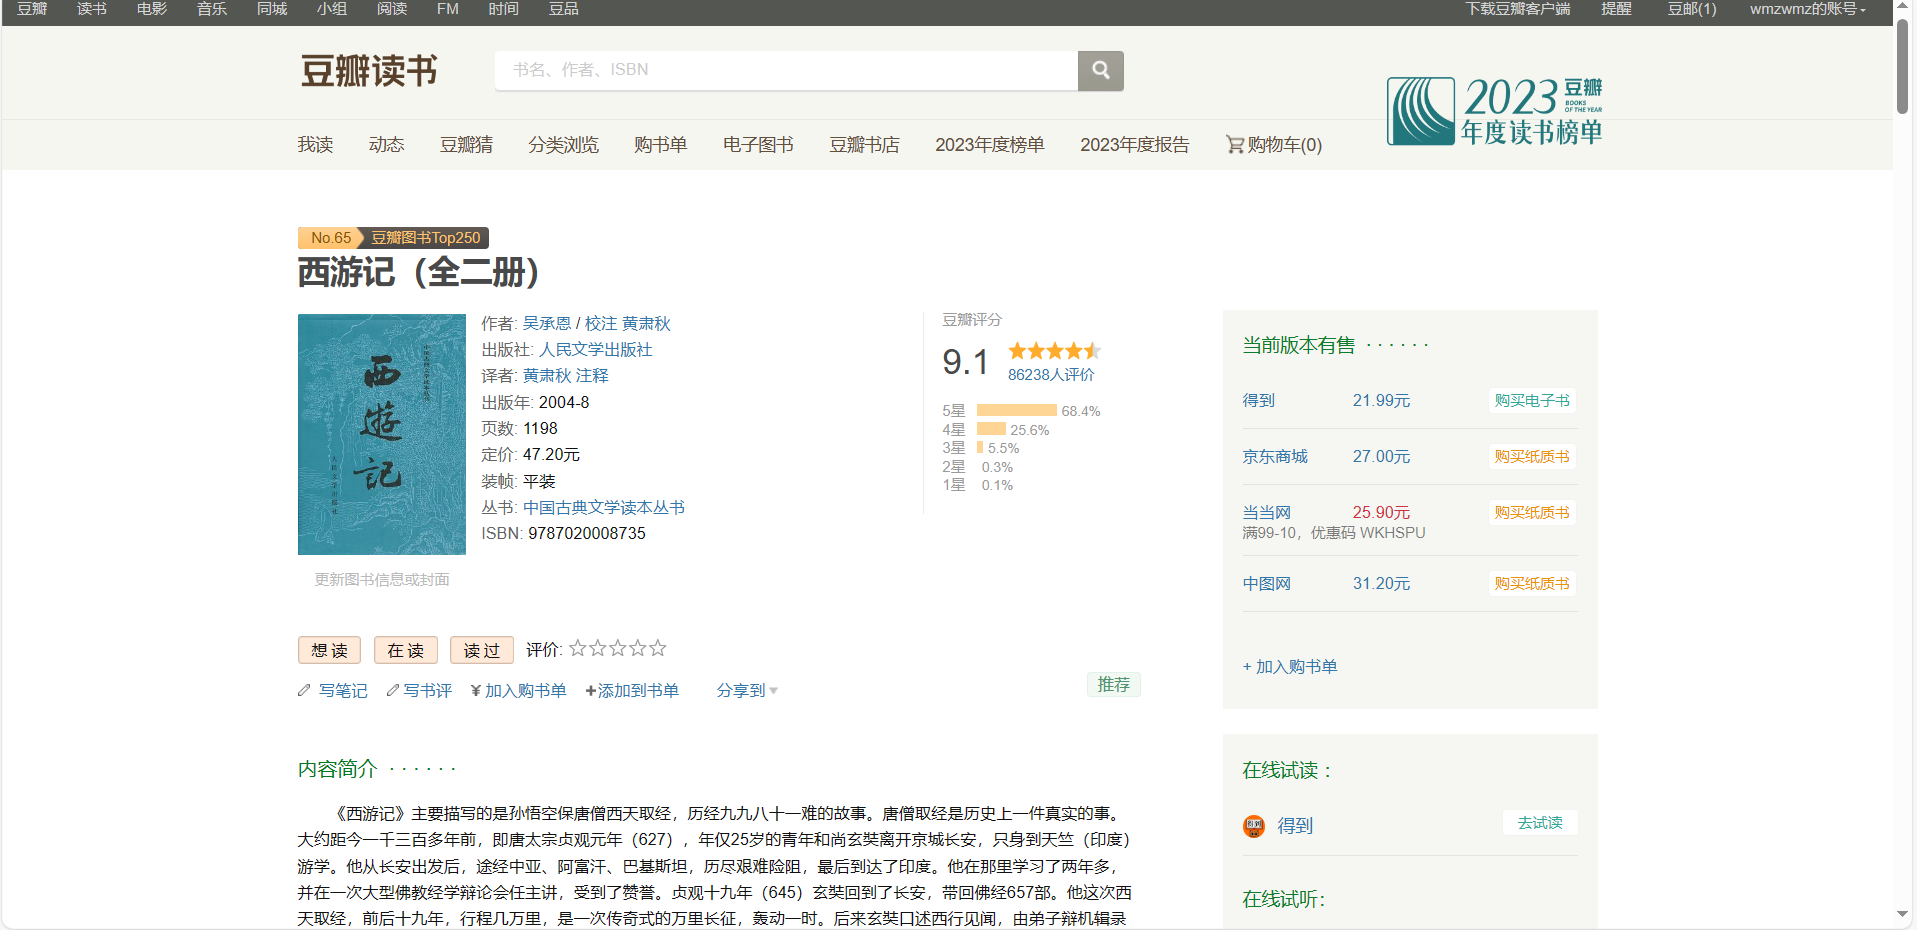 豆瓣 读书 电影 音乐 同城 小组 阅读 FM 时间 豆品 下载豆瓣客户端 提醒 豆邮(1) wmzwmz的账号
豆瓣读书
书名、作者、ISBN
2023 豆瓣
BOOKS
OF THE YEAR
年度读书榜单
我读 动态 豆瓣猜 分类浏览 购书单 电子图书 豆瓣书店 2023年度榜单 2023年度报告 购物车(0)
No.65 豆瓣图书Top250
西游记（全二册）
西遊記
作者: 吴承恩 / 校注 黄肃秋
出版社: 人民文学出版社
译者: 黄肃秋 注释
出版年: 2004-8
页数: 1198
定价: 47.20元
装帧: 平装
丛书: 中国古典文学读本丛书
ISBN: 9787020008735
更新图书信息或封面
豆瓣评分
9.1
86238人评价
5星 68.4%
4星 25.6%
3星 5.5%
2星 0.3%
1星 0.1%
想读 在读 读过 评价:
写笔记 写书评 ¥加入购书单 +添加到书单 分享到
推荐
内容简介 · · · · · ·
《西游记》主要描写的是孙悟空保唐僧西天取经，历经九九八十一难的故事。唐僧取经是历史上一件真实的事。
大约距今一千三百多年前，即唐太宗贞观元年（627），年仅25岁的青年和尚玄奘离开京城长安，只身到天竺（印度）
游学。他从长安出发后，途经中亚、阿富汗、巴基斯坦，历尽艰难险阻，最后到达了印度。他在那里学习了两年多，
并在一次大型佛教经学辩论会任主讲，受到了赞誉。贞观十九年（645）玄奘回到了长安，带回佛经657部。他这次西
天取经，前后十九年，行程几万里，是一次传奇式的万里长征，轰动一时。后来玄奘口述西行见闻，由弟子辩机辑录
当前版本有售 · · · · · ·
得到 21.99元 购买电子书
京东商城 27.00元 购买纸质书
当当网 25.90元 购买纸质书
满99-10，优惠码 WKHSPU
中图网 31.20元 购买纸质书
+ 加入购书单
在线试读：
得到 去试读
在线试听: